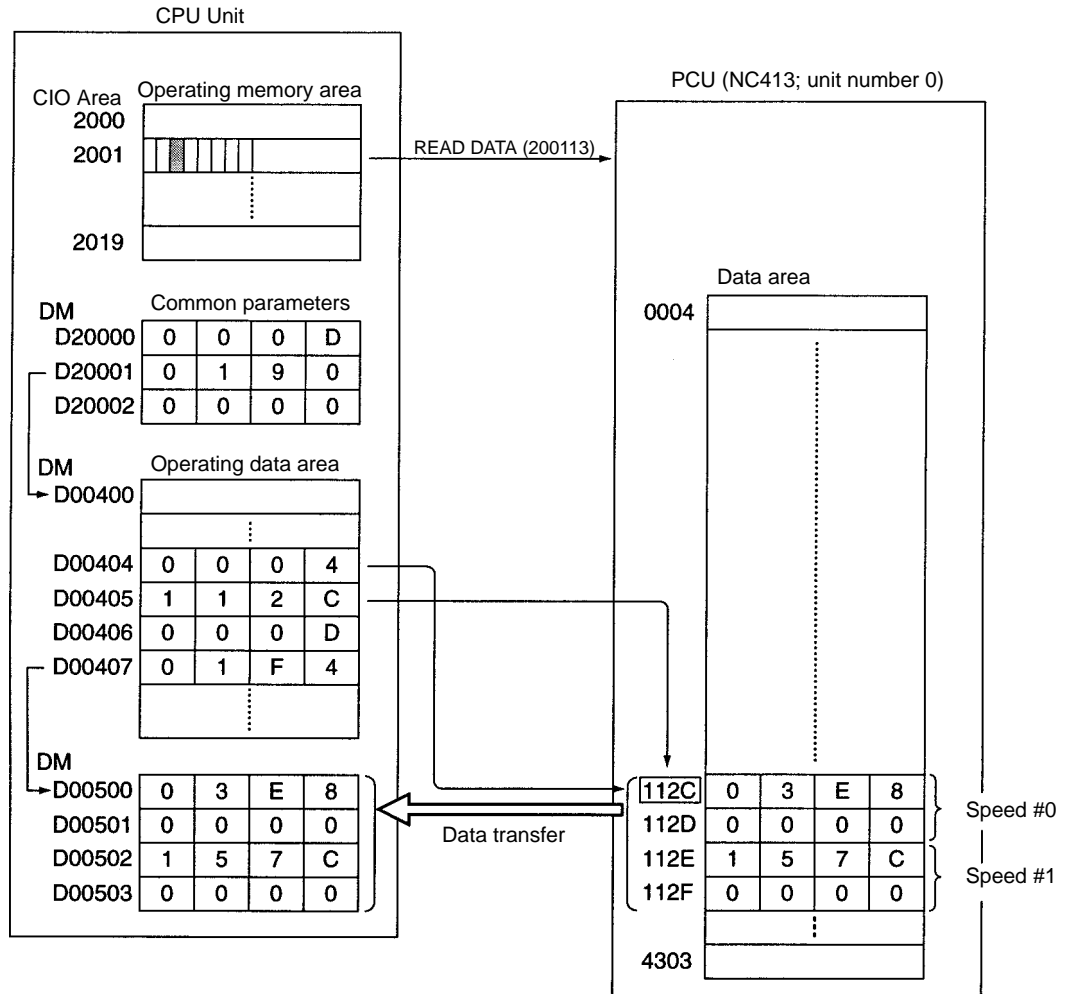 CPU Unit
PCU (NC413; unit number 0)
CIO Area
Operating memory area
2000
2001
READ DATA (200113)
2019
Data area
0004
DM
Common parameters
D20000 0 0 0 D
D20001 0 1 9 0
D20002 0 0 0 0
DM
Operating data area
D00400
D00404 0 0 0 4
D00405 1 1 2 C
D00406 0 0 0 D
D00407 0 1 F 4
DM
D00500 0 3 E 8
D00501 0 0 0 0
D00502 1 5 7 C
D00503 0 0 0 0
Data transfer
112C 0 3 E 8
112D 0 0 0 0
Speed #0
112E 1 5 7 C
112F 0 0 0 0
Speed #1
4303